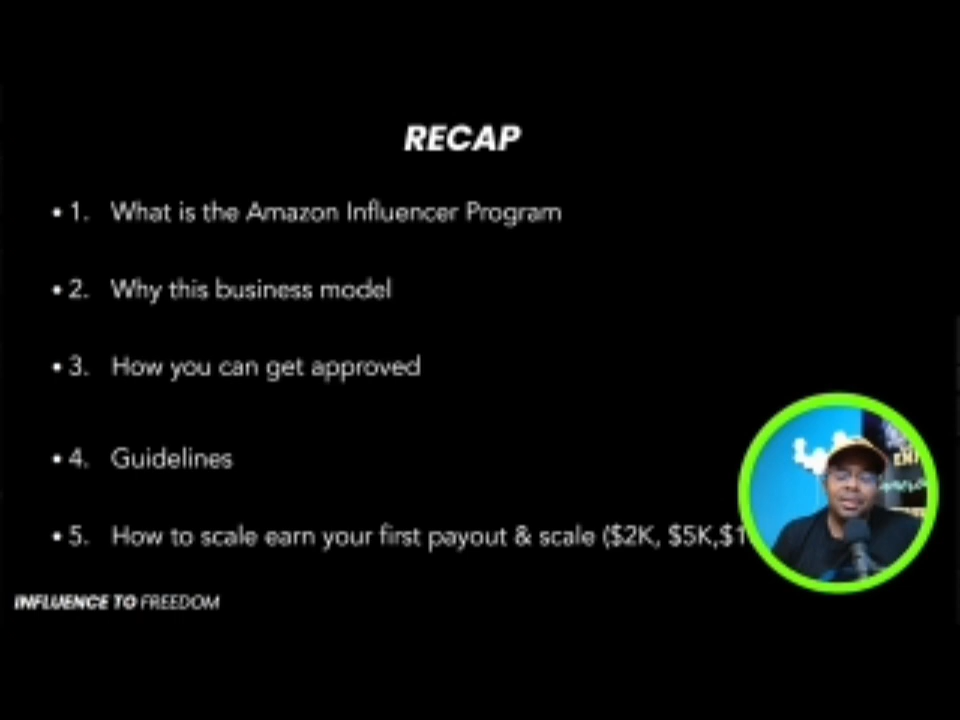 RECAP
• 1. What is the Amazon Influencer Program
• 2. Why this business model
• 3. How you can get approved
• 4. Guidelines
• 5. How to scale earn your first payout & scale ($2K, $5K,$1
INFLUENCE TO FREEDOM